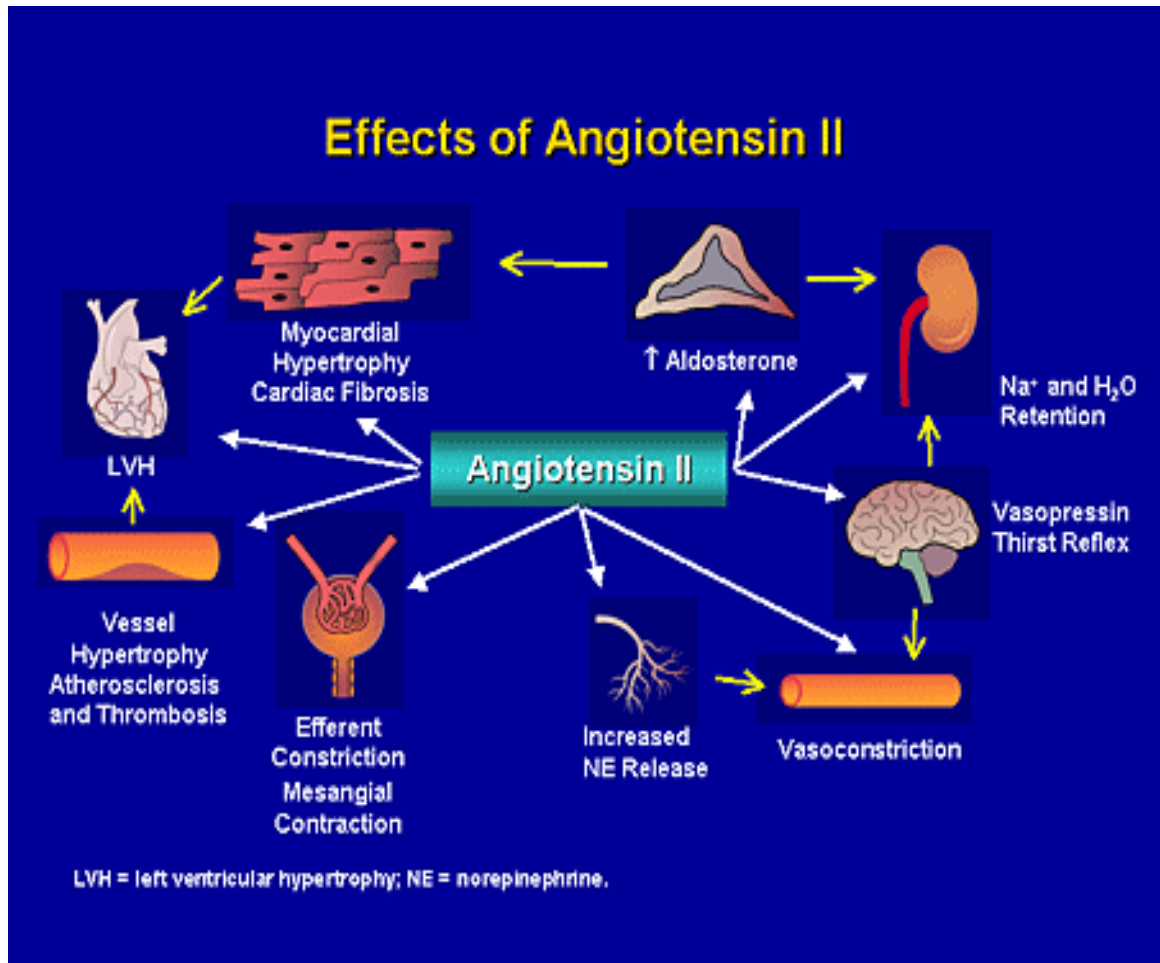 Effects of Angiotensin II
Myocardial
Hypertrophy
Cardiac Fibrosis
↑ Aldosterone
Na⁺ and H₂O
Retention
LVH
Angiotensin II
Vasopressin
Thirst Reflex
Vessel
Hypertrophy
Atherosclerosis
and Thrombosis
Efferent
Constriction
Mesangial
Contraction
Increased
NE Release
Vasoconstriction
LVH = left ventricular hypertrophy; NE = norepinephrine.